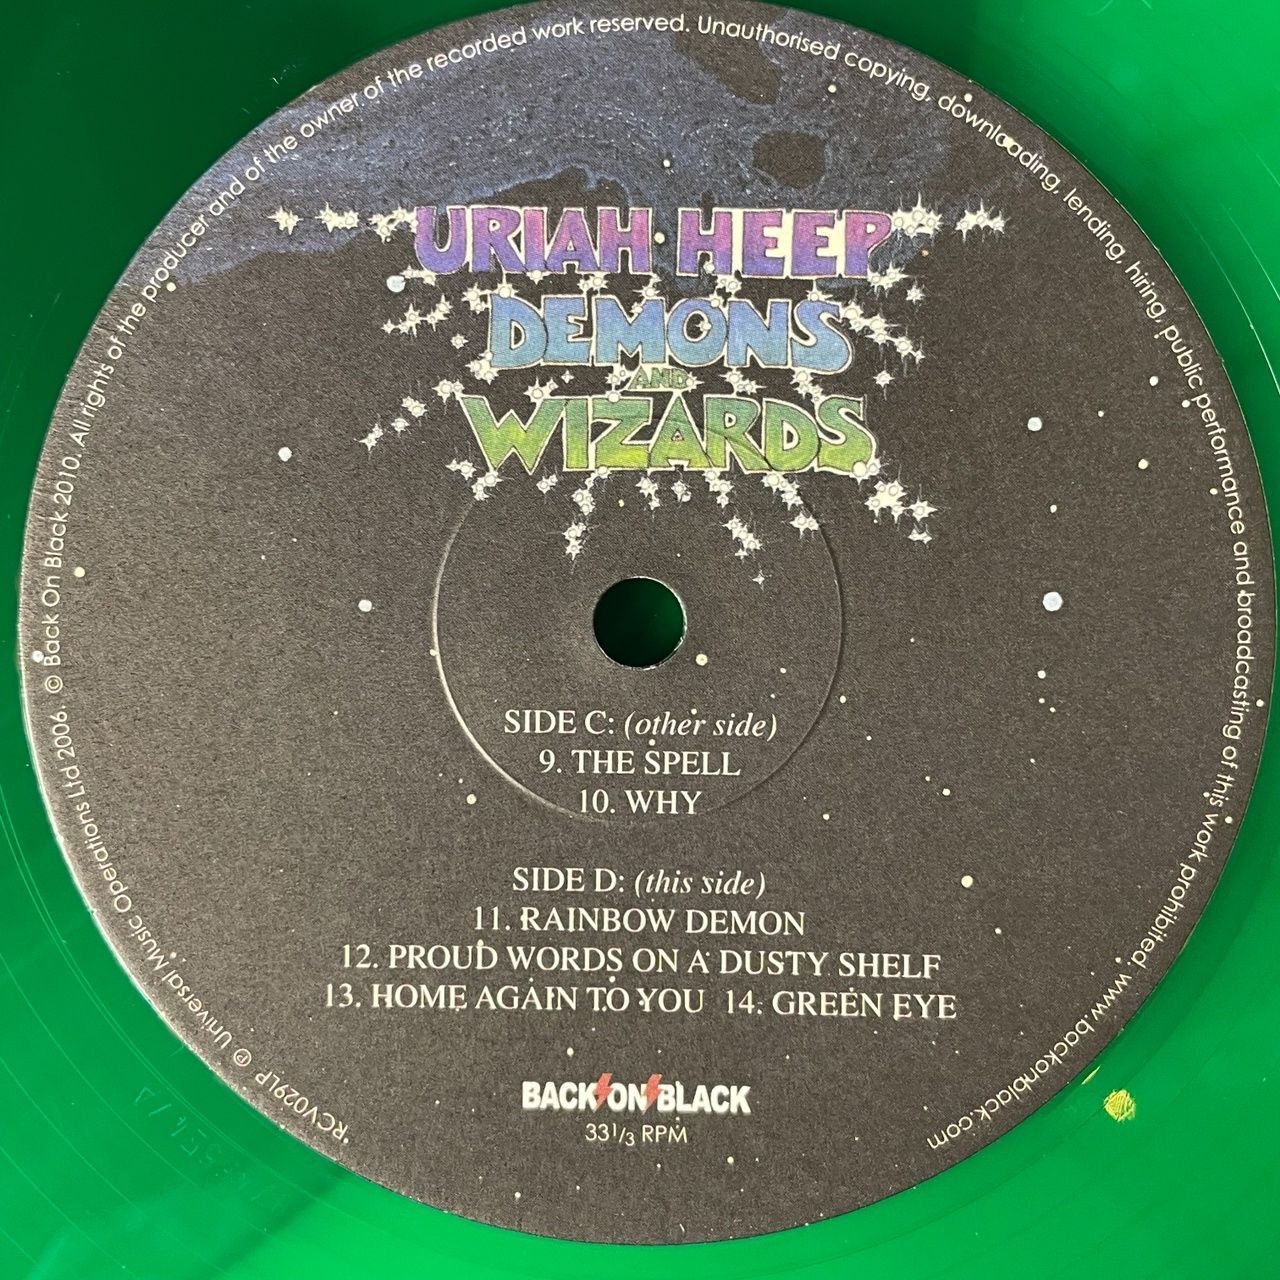 URIAH HEEP
DEMONS
AND
WIZARDS
SIDE C: (other side)
9. THE SPELL
10. WHY
SIDE D: (this side)
11. RAINBOW DEMON
12. PROUD WORDS ON A DUSTY SHELF
13. HOME AGAIN TO YOU 14. GREEN EYE
BACK ON BLACK
33 1/3 RPM
RCV029LP ℗ Universal Music Operations Ltd 2006. © Back On Black 2010. All rights of the producer and of the owner of the recorded work reserved. Unauthorised copying, downloading, lending, hiring, public performance and broadcasting of this work prohibited. www.backonblack.com